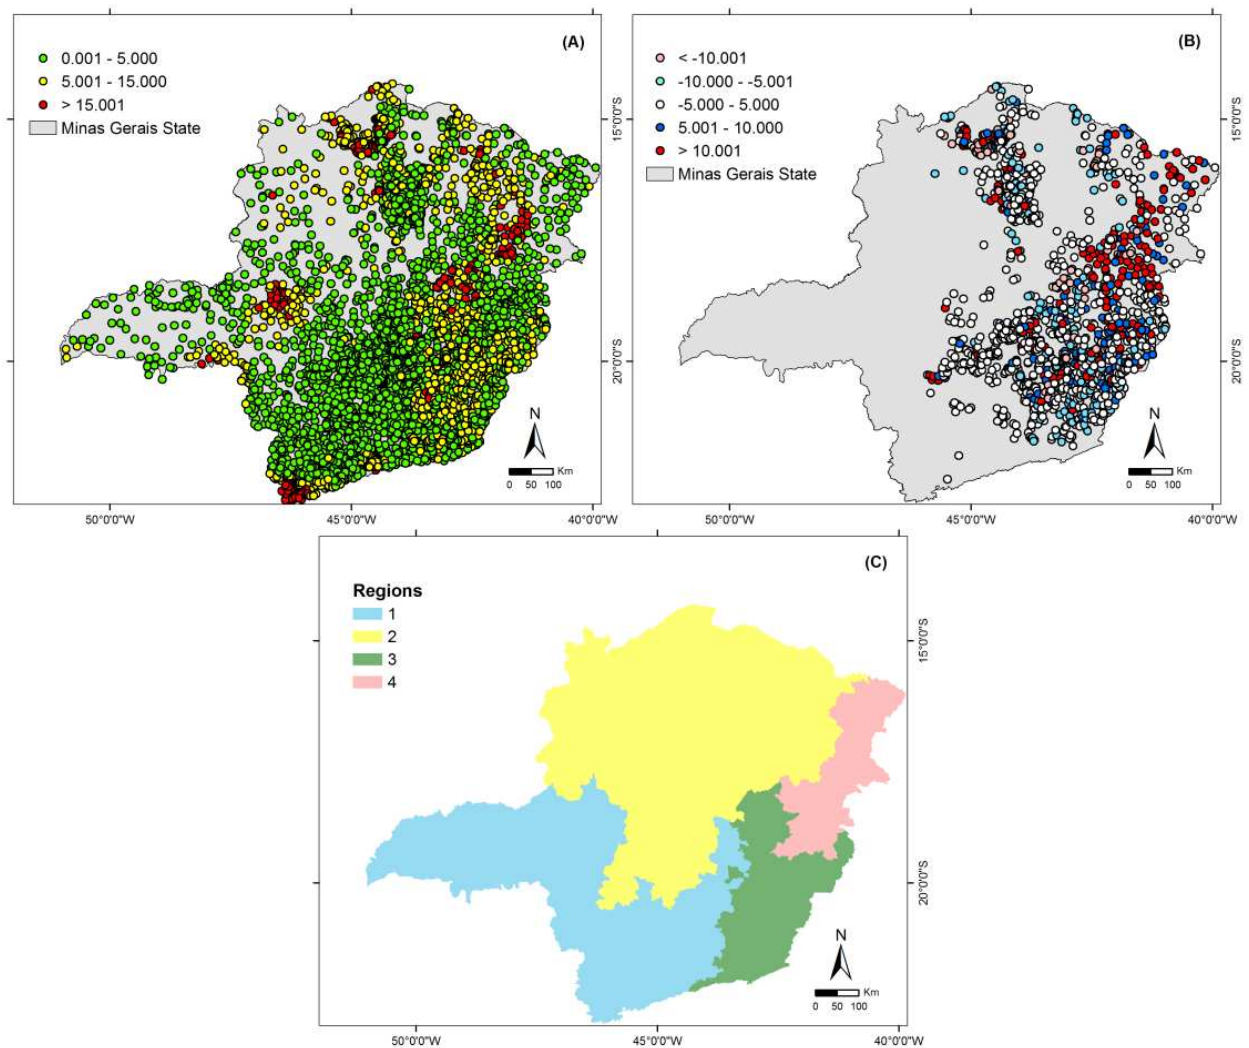 (A)
0.001 - 5.000
5.001 - 15.000
> 15.001
Minas Gerais State
N
Km
0 50 100
15°0'0"S
20°0'0"S
50°0'0"W
45°0'0"W
40°0'0"W
(B)
< -10.001
-10.000 - -5.001
-5.000 - 5.000
5.001 - 10.000
> 10.001
Minas Gerais State
N
Km
0 50 100
15°0'0"S
20°0'0"S
50°0'0"W
45°0'0"W
40°0'0"W
(C)
Regions
1
2
3
4
N
Km
0 50 100
15°0'0"S
20°0'0"S
50°0'0"W
45°0'0"W
40°0'0"W